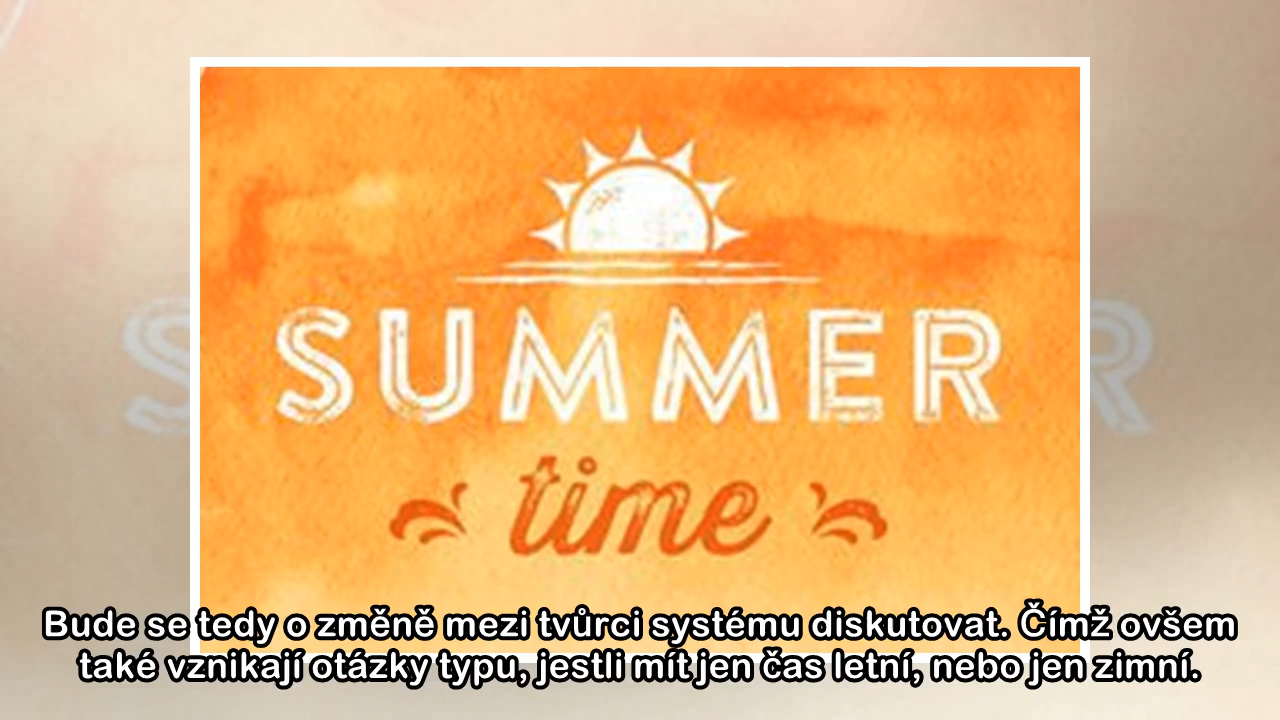 SUMMER
time
Bude se tedy o změně mezi tvůrci systému diskutovat. Čímž ovšem
také vznikají otázky typu, jestli mít jen čas letní, nebo jen zimní.